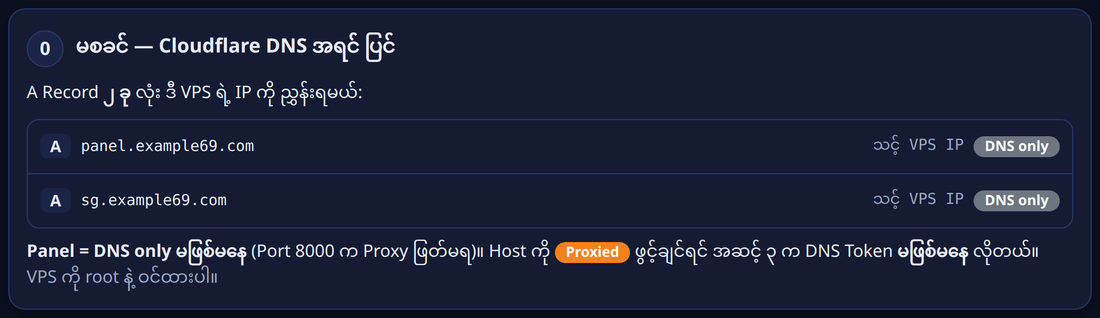 0 မစခင် — Cloudflare DNS အရင် ပြင်
A Record ၂ ခု လုံး ဒီ VPS ရဲ့ IP ကို ညွှန်းရမယ်:
A panel.example69.com သင့် VPS IP DNS only
A sg.example69.com သင့် VPS IP DNS only
Panel = DNS only မဖြစ်မနေ (Port 8000 က Proxy ဖြတ်မရ)။ Host ကို Proxied ဖွင့်ချင်ရင် အဆင့် ၃ က DNS Token မဖြစ်မနေ လိုတယ်။
VPS ကို root နဲ့ ဝင်ထားပါ။